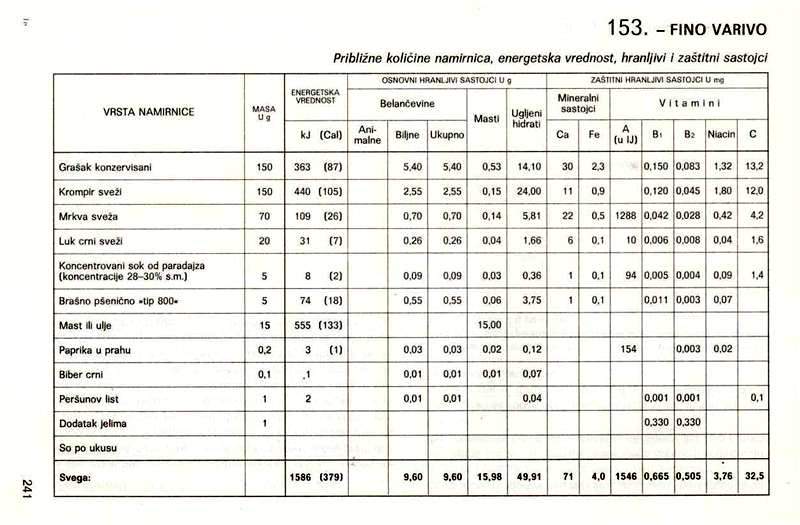 153. – FINO VARIVO
Približne količine namirnica, energetska vrednost, hranljivi i zaštitni sastojci
VRSTA NAMIRNICE MASA U g ENERGETSKA VREDNOST OSNOVNI HRANLJIVI SASTOJCI U g ZAŠTITNI HRANLJIVI SASTOJCI U mg
Belančevine Masti Ugljeni hidrati Mineralni sastojci Vitamini
kJ (Cal) Ani-malne Biljne Ukupno Ca Fe A (u IJ) B1 B2 Niacin C
Grašak konzervisani 150 363 (87) 5,40 5,40 0,53 14,10 30 2,3 0,150 0,083 1,32 13,2
Krompir sveži 150 440 (105) 2,55 2,55 0,15 24,00 11 0,9 0,120 0,045 1,80 12,0
Mrkva sveža 70 109 (26) 0,70 0,70 0,14 5,81 22 0,5 1288 0,042 0,028 0,42 4,2
Luk crni sveži 20 31 (7) 0,26 0,26 0,04 1,66 6 0,1 10 0,006 0,008 0,04 1,6
Koncentrovani sok od paradajza
(koncentracije 28–30% s.m.) 5 8 (2) 0,09 0,09 0,03 0,36 1 0,1 94 0,005 0,004 0,09 1,4
Brašno pšenično »tip 800« 5 74 (18) 0,55 0,55 0,06 3,75 1 0,1 0,011 0,003 0,07
Mast ili ulje 15 555 (133) 15,00
Paprika u prahu 0,2 3 (1) 0,03 0,03 0,02 0,12 154 0,003 0,02
Biber crni 0,1 .1 0,01 0,01 0,01 0,07
Peršunov list 1 2 0,01 0,01 0,04 0,001 0,001 0,1
Dodatak jelima 1 0,330 0,330
So po ukusu
Svega: 1586 (379) 9,60 9,60 15,98 49,91 71 4,0 1546 0,665 0,505 3,76 32,5
241